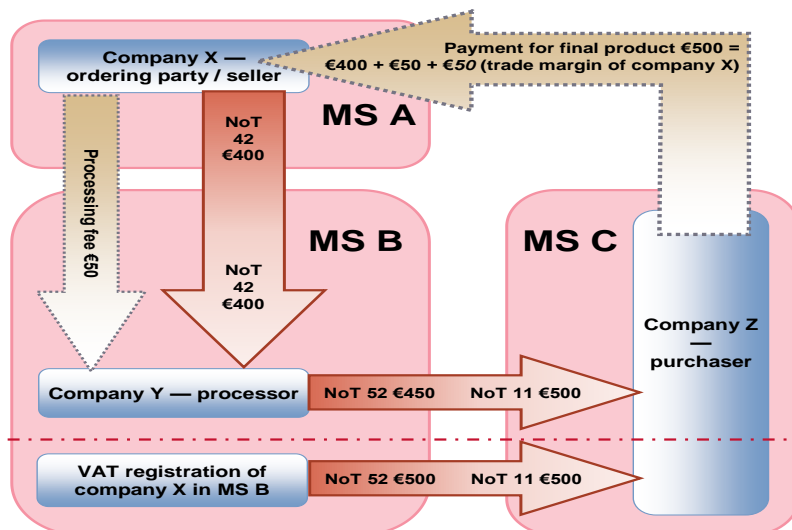 Company X —
ordering party / seller
Payment for final product €500 =
€400 + €50 + €50 (trade margin of
company X)
MS A
NoT
42
€400
Processing fee €50
MS B
MS C
NoT
42
€400
Company Z
—
purchaser
Company Y — processor
NoT 52 €450
NoT 11 €500
VAT registration of
company X in MS B
NoT 52 €500
NoT 11 €500